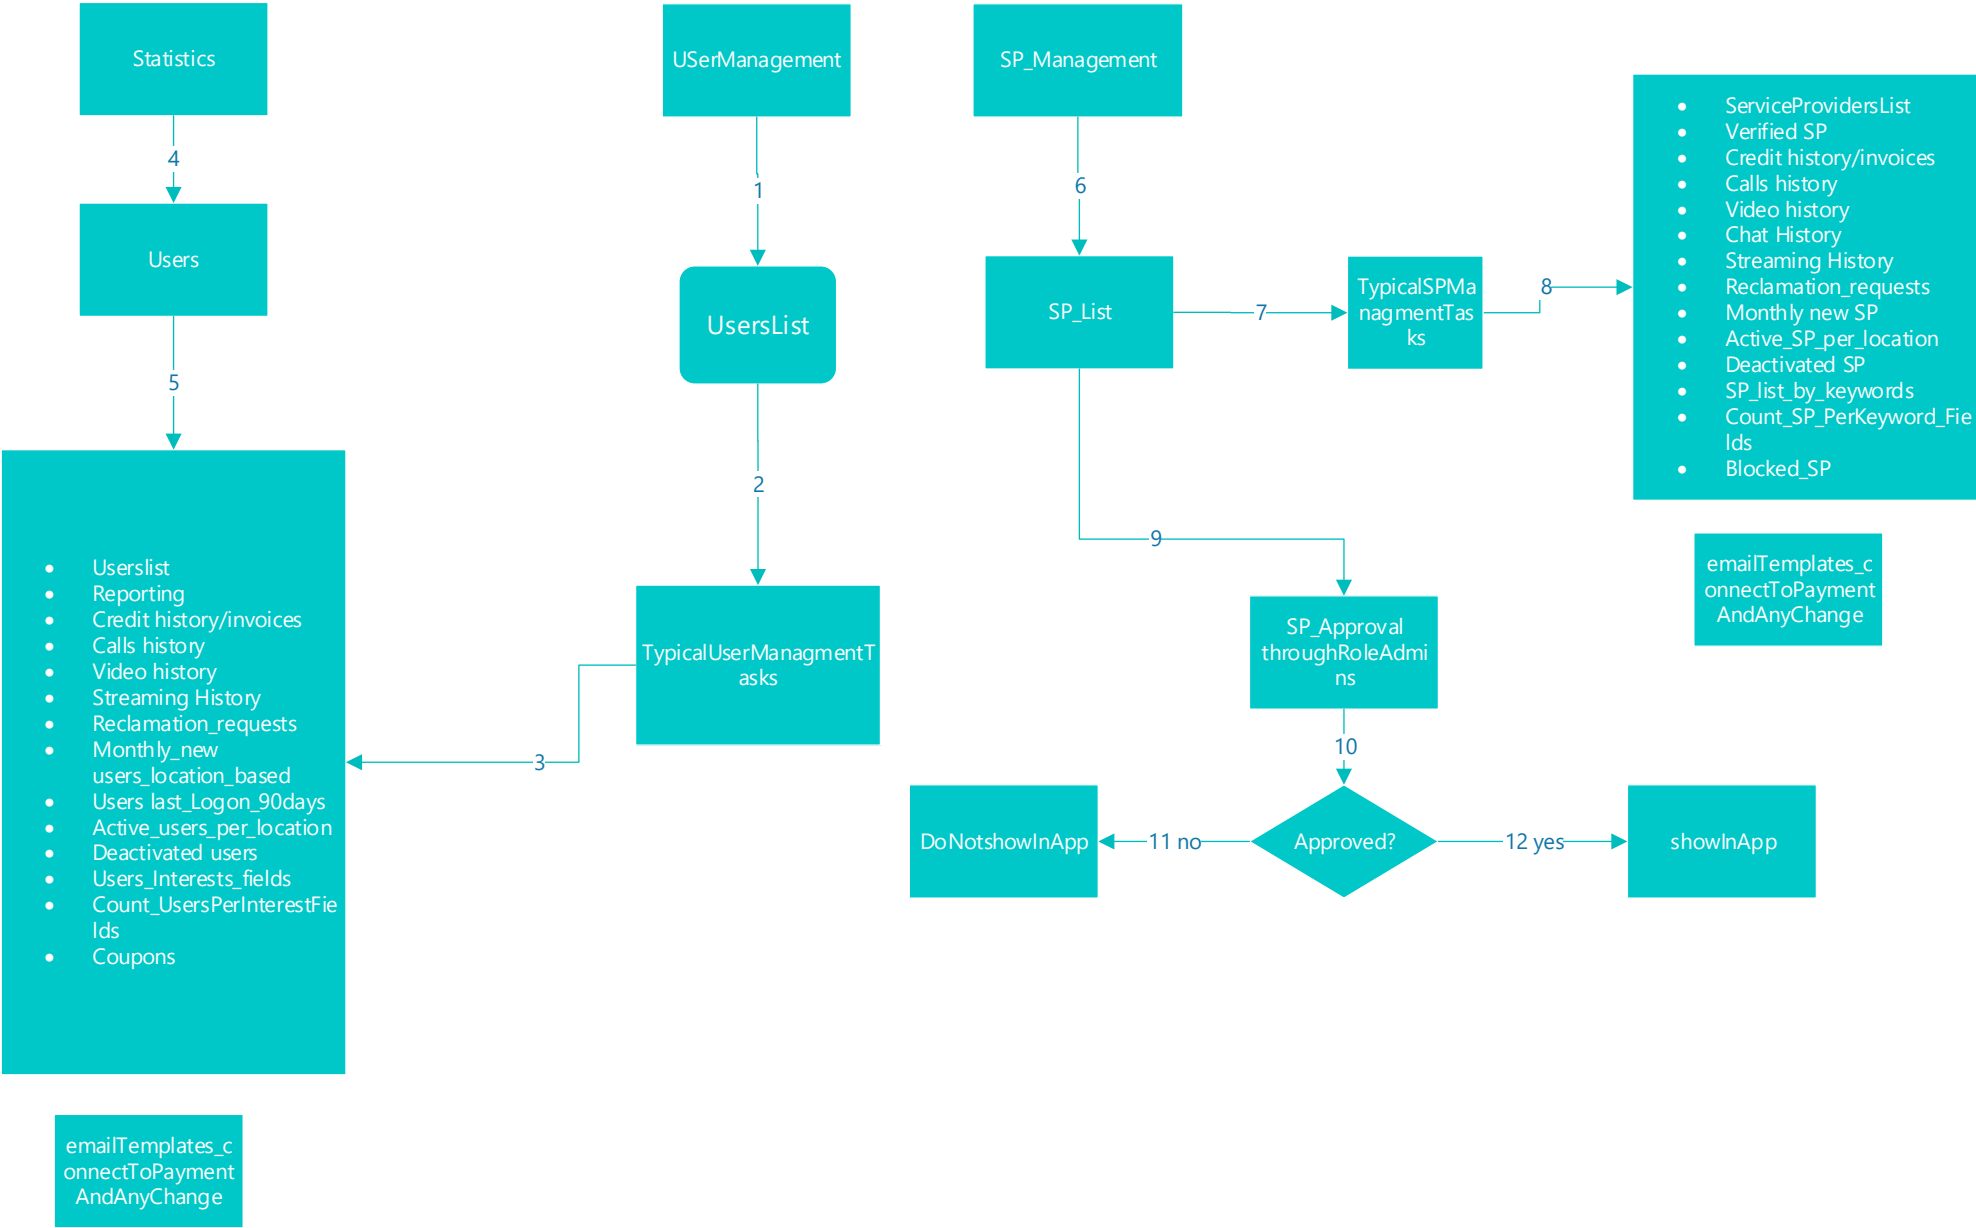 Statistics
4
Users
5
Userslist
Reporting
Credit history/invoices
Calls history
Video history
Streaming History
Reclamation_requests
Monthly_new
users_location_based
Users last_Logon_90days
Active_users_per_location
Deactivated users
Users_Interests_fields
Count_UsersPerInterestFie
lds
Coupons
emailTemplates_c
onnectToPayment
AndAnyChange
USerManagement
1
UsersList
2
TypicalUserManagmentT
asks
3
SP_Management
6
SP_List
7
TypicalSPMa
nagmentTas
ks
8
ServiceProvidersList
Verified SP
Credit history/invoices
Calls history
Video history
Chat History
Streaming History
Reclamation_requests
Monthly new SP
Active_SP_per_location
Deactivated SP
SP_list_by_keywords
Count_SP_PerKeyword_Fie
lds
Blocked_SP
emailTemplates_c
onnectToPayment
AndAnyChange
9
SP_Approval
throughRoleAdmi
ns
10
Approved?
11 no
DoNotshowInApp
12 yes
showInApp